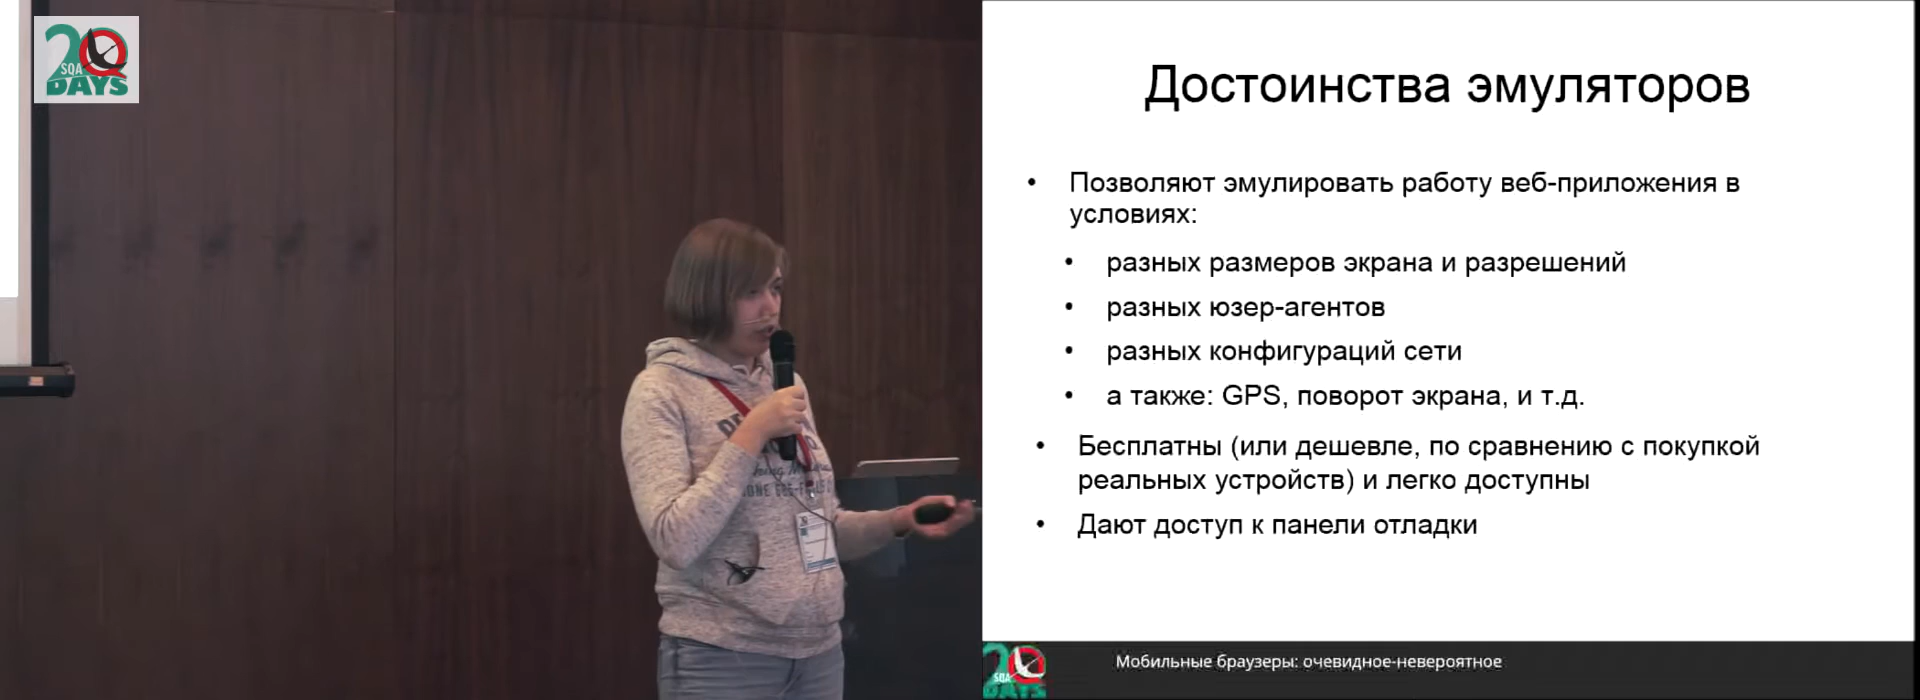 20
SQA
DAYS
Достоинства эмуляторов
• Позволяют эмулировать работу веб-приложения в
условиях:
• разных размеров экрана и разрешений
• разных юзер-агентов
• разных конфигураций сети
• а также: GPS, поворот экрана, и т.д.
• Бесплатны (или дешевле, по сравнению с покупкой
реальных устройств) и легко доступны
• Дают доступ к панели отладки
20
SQA
DAYS
Мобильные браузеры: очевидное-невероятное